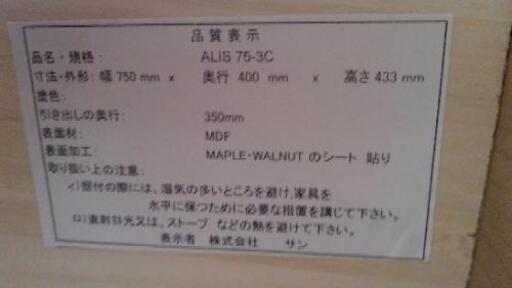 品質表示
品名・規格: ALIS 75-3C
寸法・外形: 幅 750 mm x 奥行 400 mm x 高さ 433 mm
塗色:
引き出しの奥行: 350mm
表面材: MDF
表面加工: MAPLE・WALNUT のシート 貼り
取り扱い上の注意:
イ)据付の際には、湿気の多いところを避け,家具を
水平に保つために必要な措置を講じて下さい。
ロ)直射日光又は、ストーブ などの熱を避けて下さい。
表示者 株式会社 サン